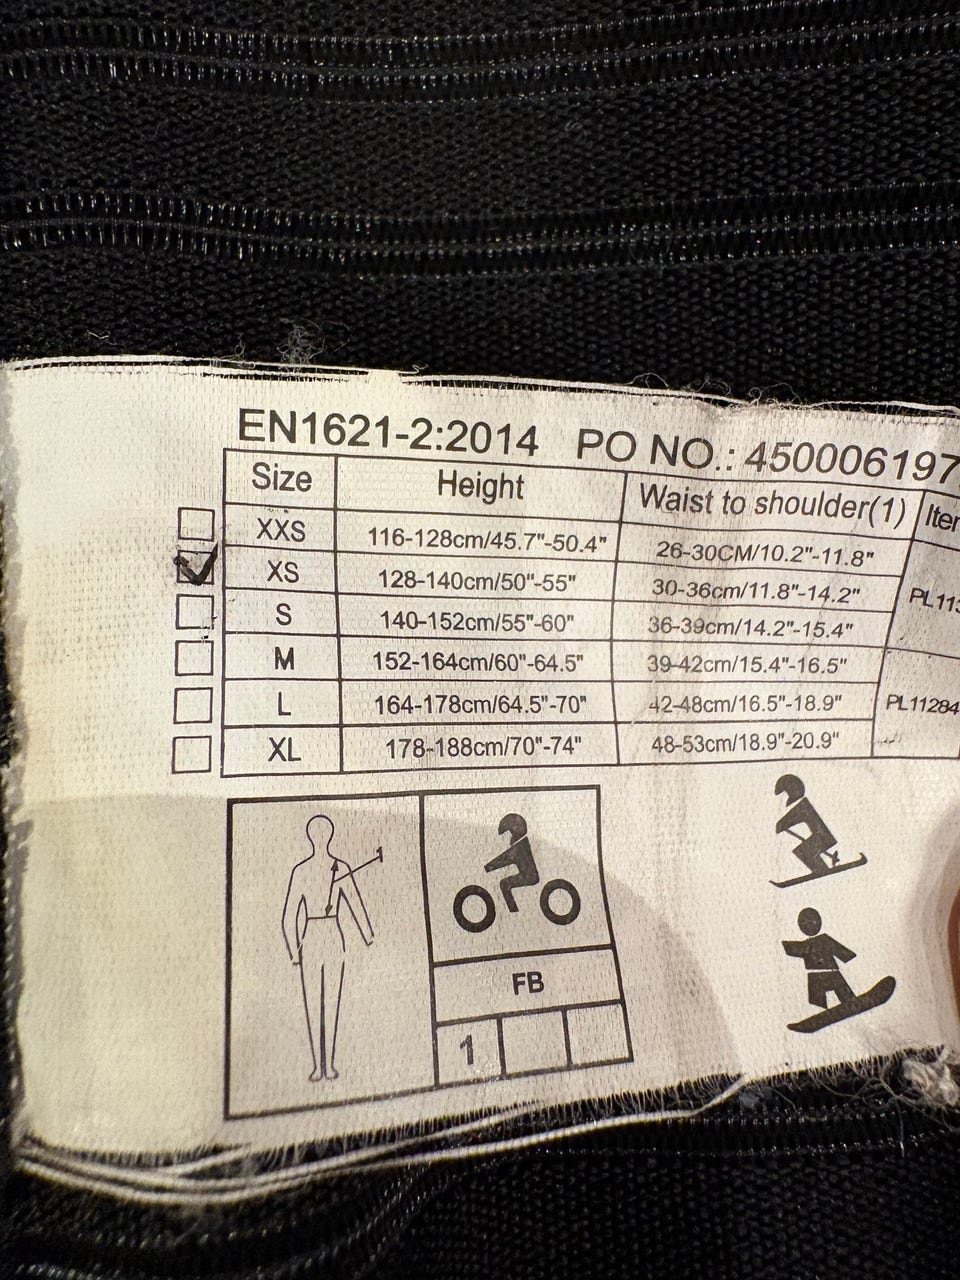 EN1621-2:2014 PO NO.: 450006197
Size Height Waist to shoulder(1)
XXS 116-128cm/45.7"-50.4" 26-30CM/10.2"-11.8"
XS 128-140cm/50"-55" 30-36cm/11.8"-14.2"
S 140-152cm/55"-60" 36-39cm/14.2"-15.4"
M 152-164cm/60"-64.5" 39-42cm/15.4"-16.5"
L 164-178cm/64.5"-70" 42-48cm/16.5"-18.9" PL11284
XL 178-188cm/70"-74" 48-53cm/18.9"-20.9"
1
FB
1